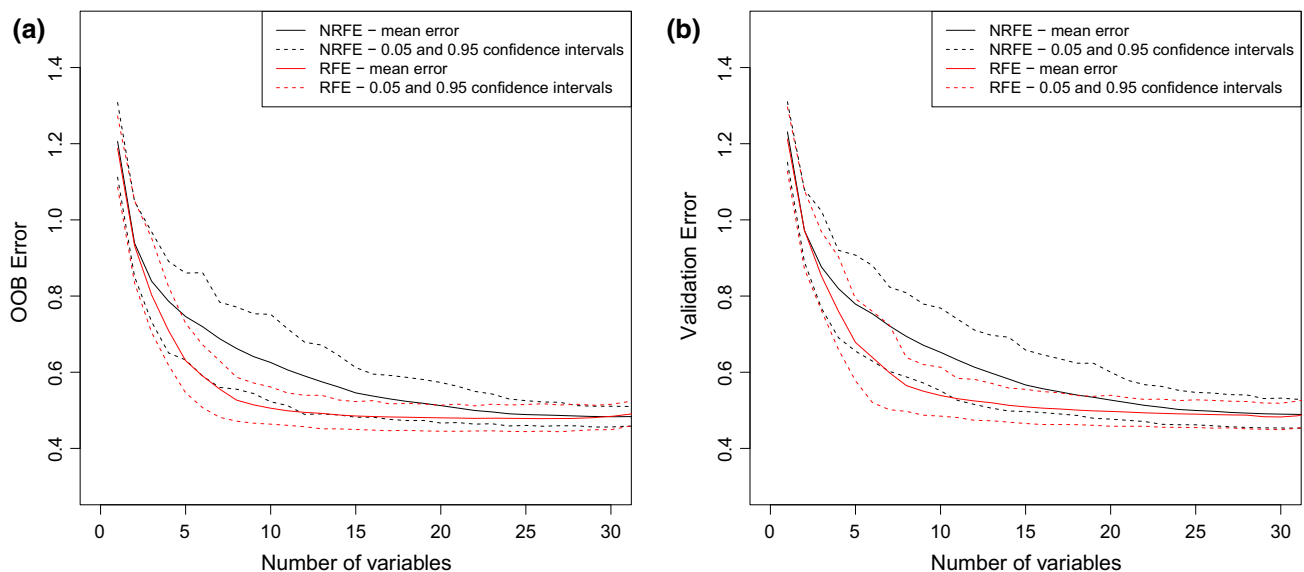 (a)
NRFE – mean error
NRFE – 0.05 and 0.95 confidence intervals
RFE – mean error
RFE – 0.05 and 0.95 confidence intervals
OOB Error
1.4
1.2
1.0
0.8
0.6
0.4
0 5 10 15 20 25 30
Number of variables
(b)
NRFE – mean error
NRFE – 0.05 and 0.95 confidence intervals
RFE – mean error
RFE – 0.05 and 0.95 confidence intervals
Validation Error
1.4
1.2
1.0
0.8
0.6
0.4
0 5 10 15 20 25 30
Number of variables